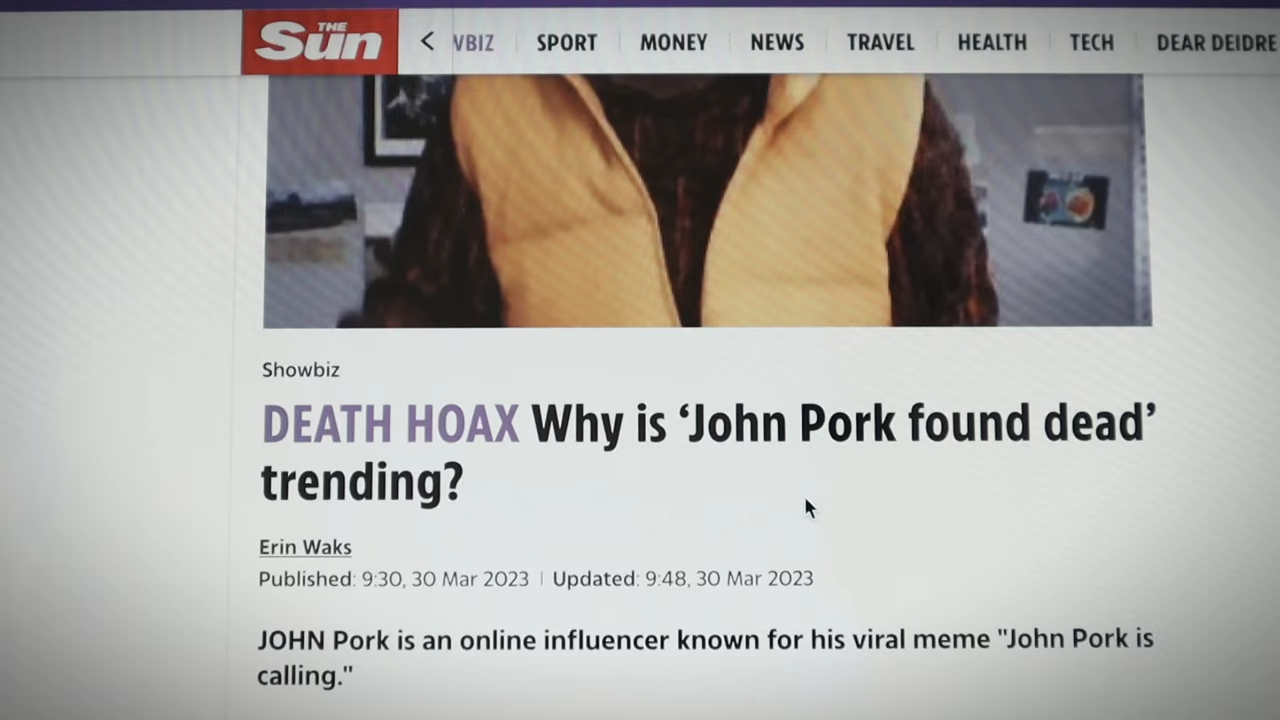 THE
Sun
< WBIZ SPORT MONEY NEWS TRAVEL HEALTH TECH DEAR DEIDRE
Showbiz
DEATH HOAX Why is ‘John Pork found dead’
trending?
Erin Waks
Published: 9:30, 30 Mar 2023 | Updated: 9:48, 30 Mar 2023
JOHN Pork is an online influencer known for his viral meme "John Pork is
calling."